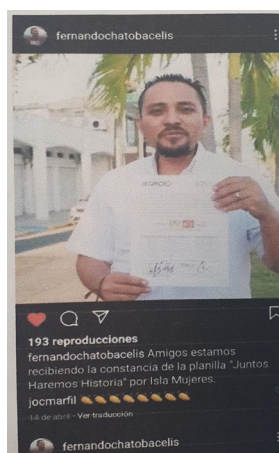 fernandochatobacelis
193 reproducciones
fernandochatobacelis Amigos estamos
recibiendo la constancia de la planilla "Juntos
Haremos Historia" por Isla Mujeres.
jocmarfil
14 de abril · Ver traducción
fernandochatobacelis